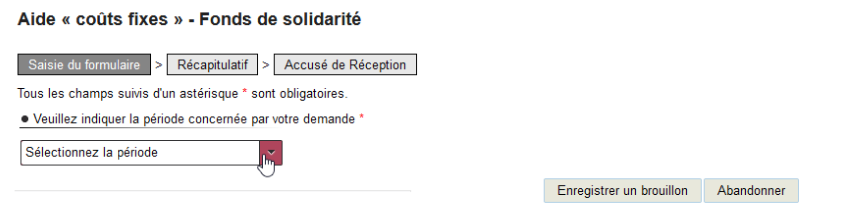 Aide « coûts fixes » - Fonds de solidarité
Saisie du formulaire > Récapitulatif > Accusé de Réception
Tous les champs suivis d'un astérisque * sont obligatoires.
● Veuillez indiquer la période concernée par votre demande *
Sélectionnez la période
Enregistrer un brouillon Abandonner